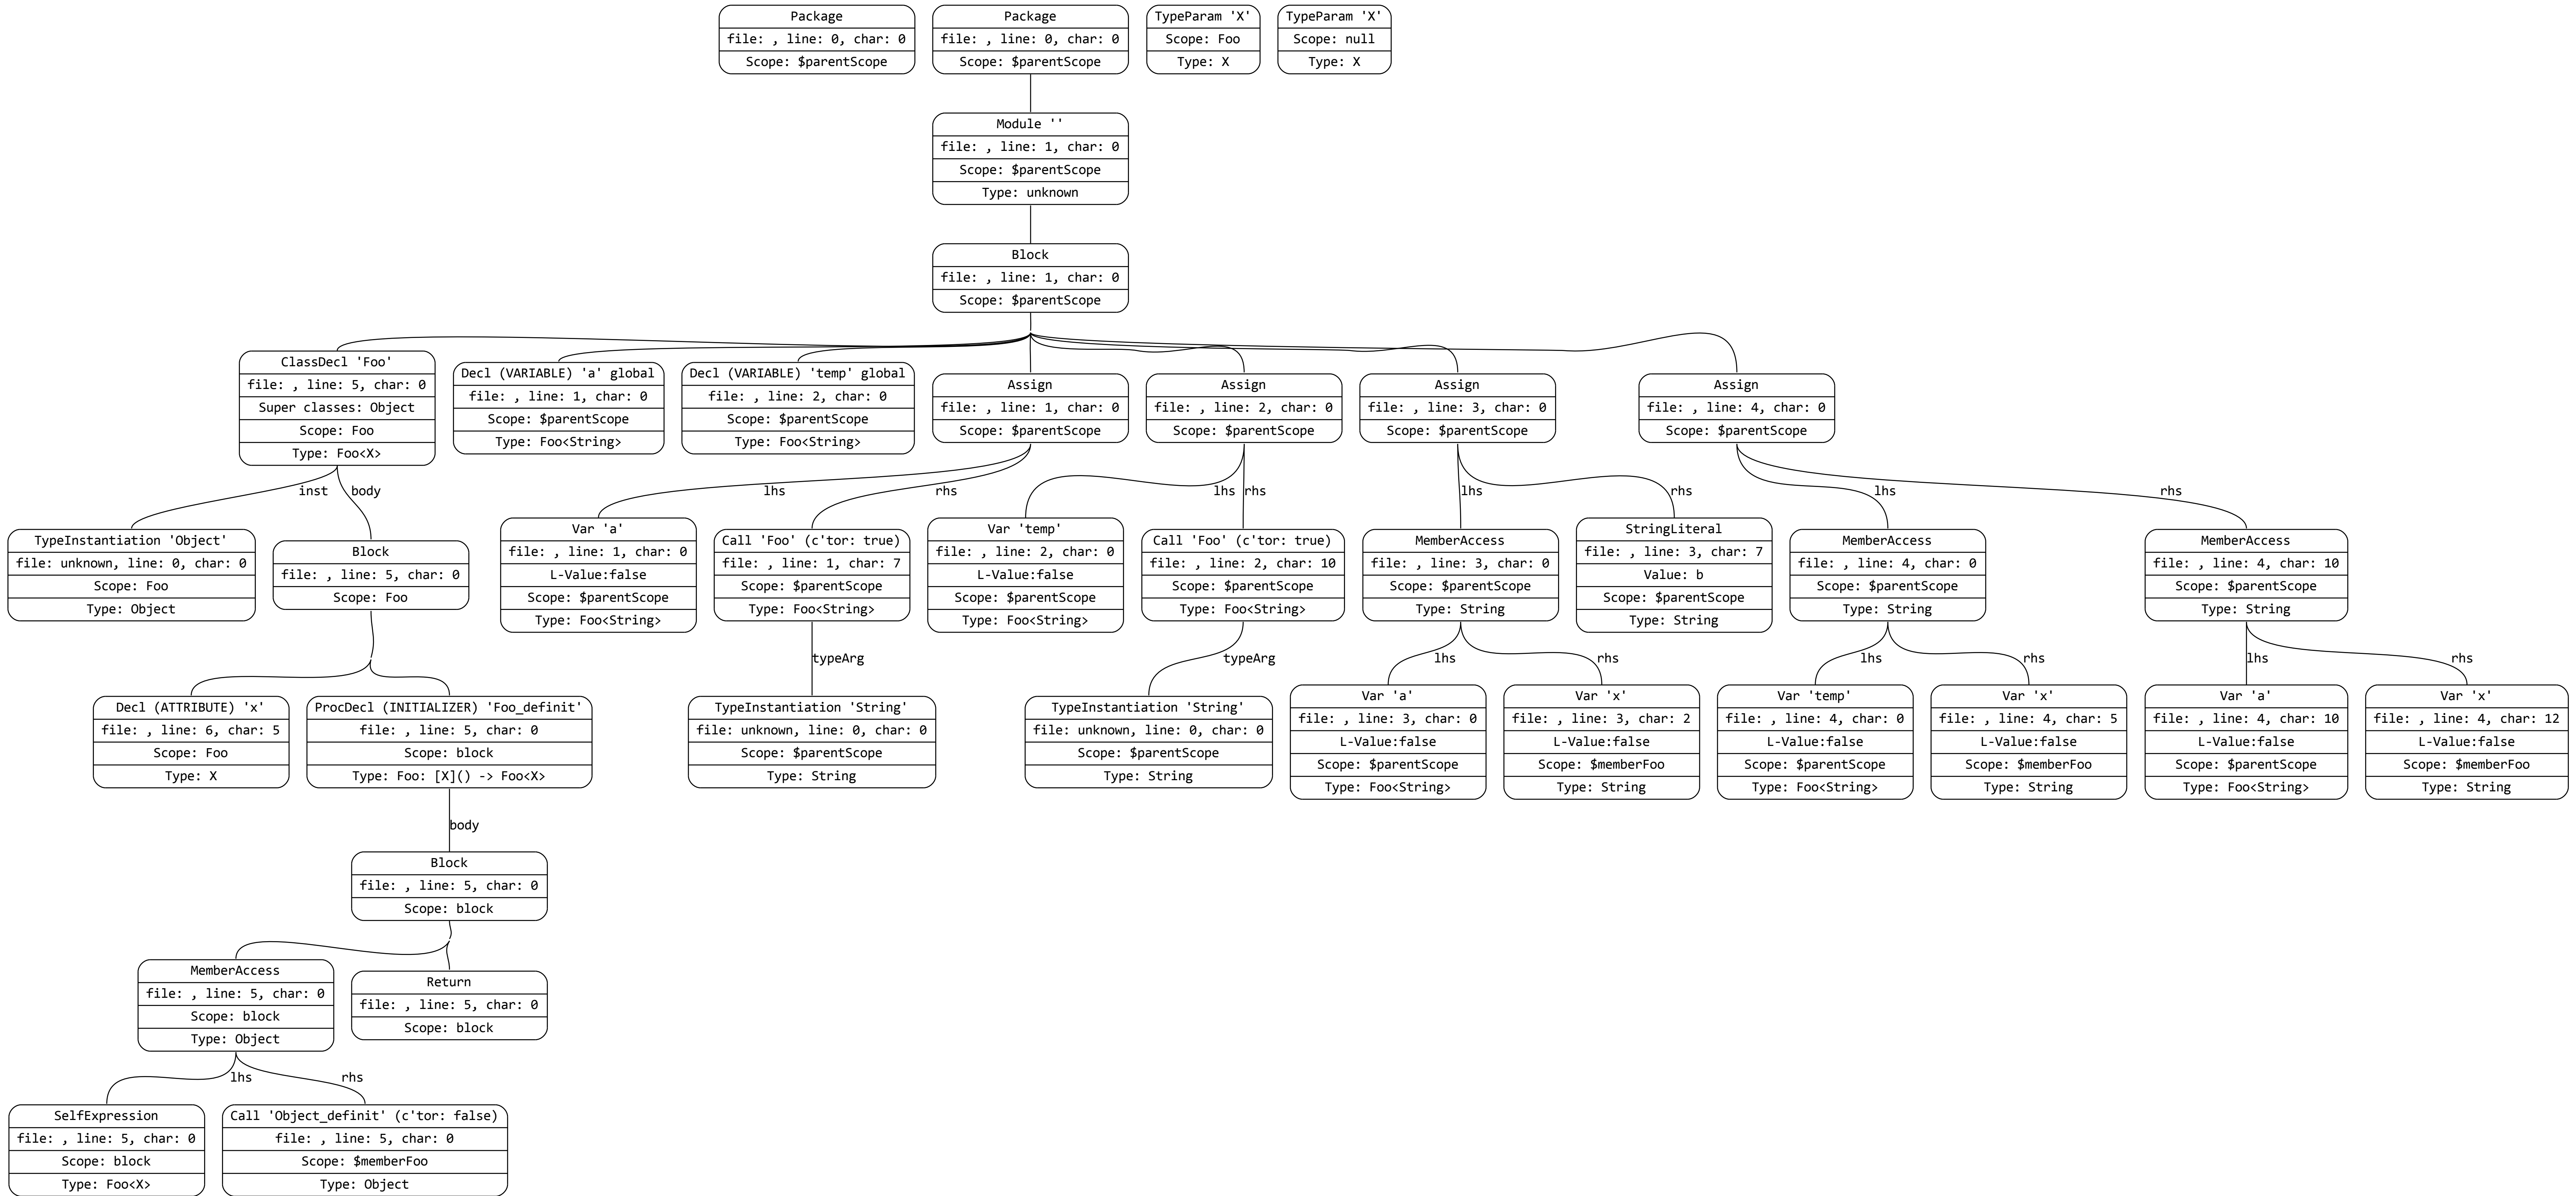 Package
file: , line: 0, char: 0
Scope: $parentScope
Package
file: , line: 0, char: 0
Scope: $parentScope
TypeParam 'X'
Scope: Foo
Type: X
TypeParam 'X'
Scope: null
Type: X
Module ''
file: , line: 1, char: 0
Scope: $parentScope
Type: unknown
Block
file: , line: 1, char: 0
Scope: $parentScope
ClassDecl 'Foo'
file: , line: 5, char: 0
Super classes: Object
Scope: Foo
Type: Foo<X>
Decl (VARIABLE) 'a' global
file: , line: 1, char: 0
Scope: $parentScope
Type: Foo<String>
Decl (VARIABLE) 'temp' global
file: , line: 2, char: 0
Scope: $parentScope
Type: Foo<String>
Assign
file: , line: 1, char: 0
Scope: $parentScope
Assign
file: , line: 2, char: 0
Scope: $parentScope
Assign
file: , line: 3, char: 0
Scope: $parentScope
Assign
file: , line: 4, char: 0
Scope: $parentScope
inst
body
lhs
rhs
lhs
rhs
lhs
rhs
lhs
rhs
TypeInstantiation 'Object'
file: unknown, line: 0, char: 0
Scope: Foo
Type: Object
Block
file: , line: 5, char: 0
Scope: Foo
Var 'a'
file: , line: 1, char: 0
L-Value:false
Scope: $parentScope
Type: Foo<String>
Call 'Foo' (c'tor: true)
file: , line: 1, char: 7
Scope: $parentScope
Type: Foo<String>
Var 'temp'
file: , line: 2, char: 0
L-Value:false
Scope: $parentScope
Type: Foo<String>
Call 'Foo' (c'tor: true)
file: , line: 2, char: 10
Scope: $parentScope
Type: Foo<String>
MemberAccess
file: , line: 3, char: 0
Scope: $parentScope
Type: String
StringLiteral
file: , line: 3, char: 7
Value: b
Scope: $parentScope
Type: String
MemberAccess
file: , line: 4, char: 0
Scope: $parentScope
Type: String
MemberAccess
file: , line: 4, char: 10
Scope: $parentScope
Type: String
typeArg
typeArg
lhs
rhs
lhs
rhs
lhs
rhs
Decl (ATTRIBUTE) 'x'
file: , line: 6, char: 5
Scope: Foo
Type: X
ProcDecl (INITIALIZER) 'Foo_definit'
file: , line: 5, char: 0
Scope: block
Type: Foo: [X]() -> Foo<X>
TypeInstantiation 'String'
file: unknown, line: 0, char: 0
Scope: $parentScope
Type: String
TypeInstantiation 'String'
file: unknown, line: 0, char: 0
Scope: $parentScope
Type: String
Var 'a'
file: , line: 3, char: 0
L-Value:false
Scope: $parentScope
Type: Foo<String>
Var 'x'
file: , line: 3, char: 2
L-Value:false
Scope: $memberFoo
Type: String
Var 'temp'
file: , line: 4, char: 0
L-Value:false
Scope: $parentScope
Type: Foo<String>
Var 'x'
file: , line: 4, char: 5
L-Value:false
Scope: $memberFoo
Type: String
Var 'a'
file: , line: 4, char: 10
L-Value:false
Scope: $parentScope
Type: Foo<String>
Var 'x'
file: , line: 4, char: 12
L-Value:false
Scope: $memberFoo
Type: String
body
Block
file: , line: 5, char: 0
Scope: block
MemberAccess
file: , line: 5, char: 0
Scope: block
Type: Object
Return
file: , line: 5, char: 0
Scope: block
lhs
rhs
SelfExpression
file: , line: 5, char: 0
Scope: block
Type: Foo<X>
Call 'Object_definit' (c'tor: false)
file: , line: 5, char: 0
Scope: $memberFoo
Type: Object